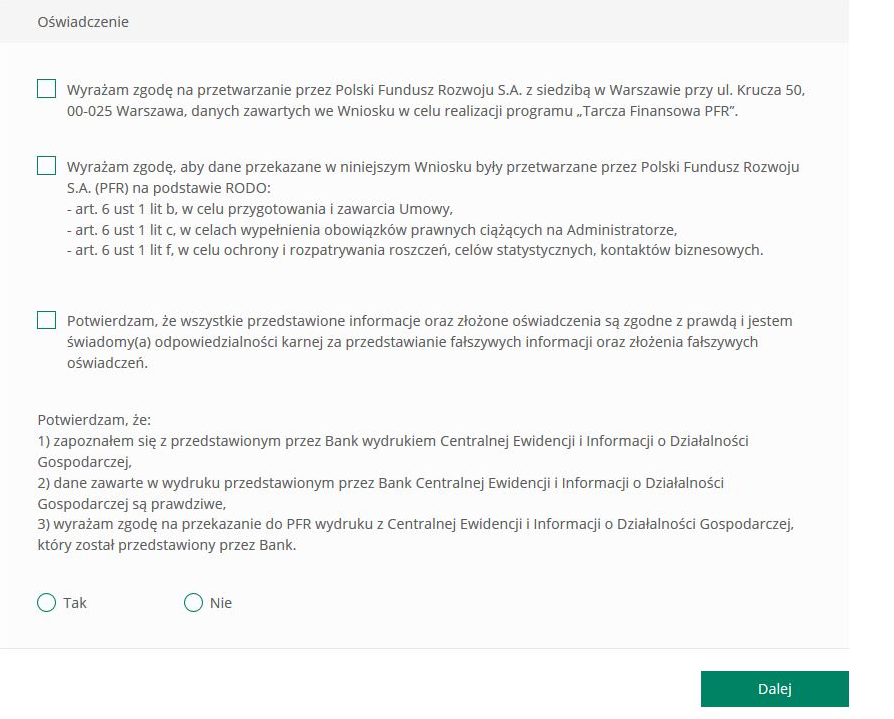 Oświadczenie
Wyrażam zgodę na przetwarzanie przez Polski Fundusz Rozwoju S.A. z siedzibą w Warszawie przy ul. Krucza 50,
00-025 Warszawa, danych zawartych we Wniosku w celu realizacji programu „Tarcza Finansowa PFR”.
Wyrażam zgodę, aby dane przekazane w niniejszym Wniosku były przetwarzane przez Polski Fundusz Rozwoju
S.A. (PFR) na podstawie RODO:
- art. 6 ust 1 lit b, w celu przygotowania i zawarcia Umowy,
- art. 6 ust 1 lit c, w celach wypełnienia obowiązków prawnych ciążących na Administratorze,
- art. 6 ust 1 lit f, w celu ochrony i rozpatrywania roszczeń, celów statystycznych, kontaktów biznesowych.
Potwierdzam, że wszystkie przedstawione informacje oraz złożone oświadczenia są zgodne z prawdą i jestem
świadomy(a) odpowiedzialności karnej za przedstawianie fałszywych informacji oraz złożenia fałszywych
oświadczeń.
Potwierdzam, że:
1) zapoznałem się z przedstawionym przez Bank wydrukiem Centralnej Ewidencji i Informacji o Działalności
Gospodarczej,
2) dane zawarte w wydruku przedstawionym przez Bank Centralnej Ewidencji i Informacji o Działalności
Gospodarczej są prawdziwe,
3) wyrażam zgodę na przekazanie do PFR wydruku z Centralnej Ewidencji i Informacji o Działalności Gospodarczej,
który został przedstawiony przez Bank.
Tak Nie
Dalej